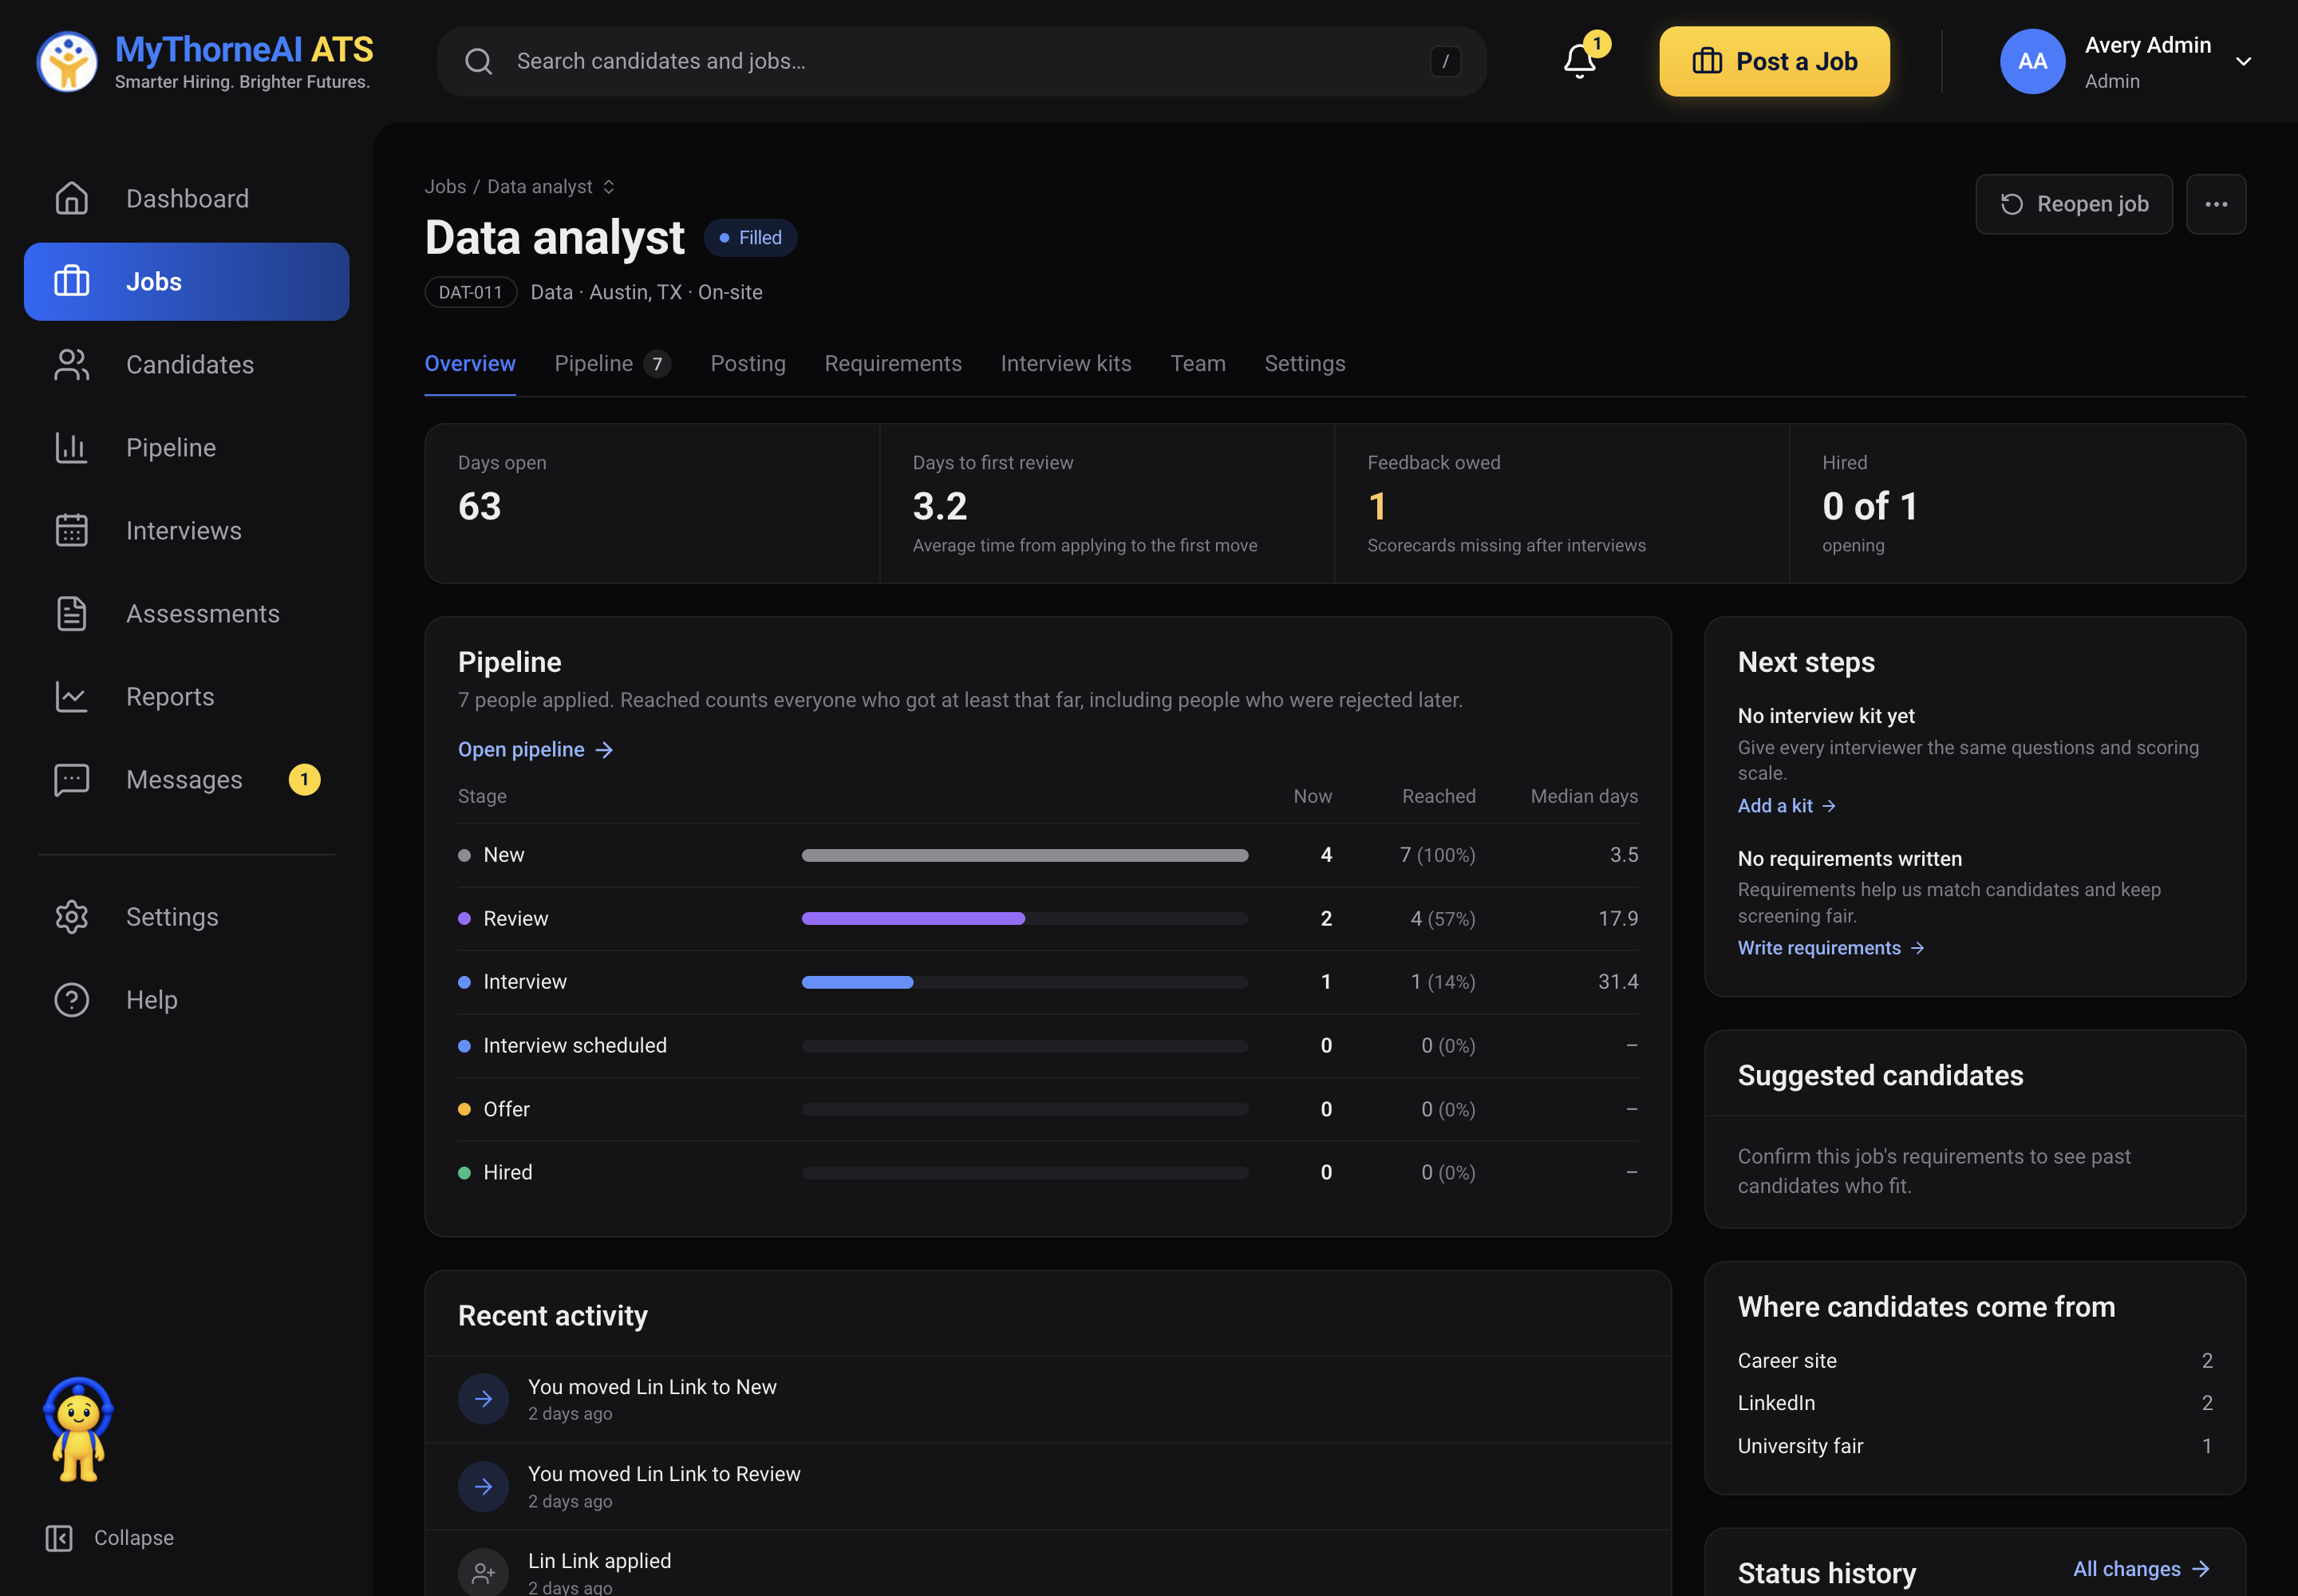 MyThorneAI ATS
Smarter Hiring. Brighter Futures.
Search candidates and jobs...
/
1
Post a Job
AA
Avery Admin
Admin
Dashboard
Jobs
Candidates
Pipeline
Interviews
Assessments
Reports
Messages
1
Settings
Help
Collapse
Jobs / Data analyst
Data analyst
Filled
DAT-011
Data · Austin, TX · On-site
Reopen job
Overview
Pipeline 7
Posting
Requirements
Interview kits
Team
Settings
Days open
63
Days to first review
3.2
Average time from applying to the first move
Feedback owed
1
Scorecards missing after interviews
Hired
0 of 1
opening
Pipeline
7 people applied. Reached counts everyone who got at least that far, including people who were rejected later.
Open pipeline
Stage Now Reached Median days
New 4 7 (100%) 3.5
Review 2 4 (57%) 17.9
Interview 1 1 (14%) 31.4
Interview scheduled 0 0 (0%) –
Offer 0 0 (0%) –
Hired 0 0 (0%) –
Recent activity
You moved Lin Link to New
2 days ago
You moved Lin Link to Review
2 days ago
Lin Link applied
2 days ago
Next steps
No interview kit yet
Give every interviewer the same questions and scoring
scale.
Add a kit
No requirements written
Requirements help us match candidates and keep
screening fair.
Write requirements
Suggested candidates
Confirm this job's requirements to see past
candidates who fit.
Where candidates come from
Career site 2
LinkedIn 2
University fair 1
Status history
All changes